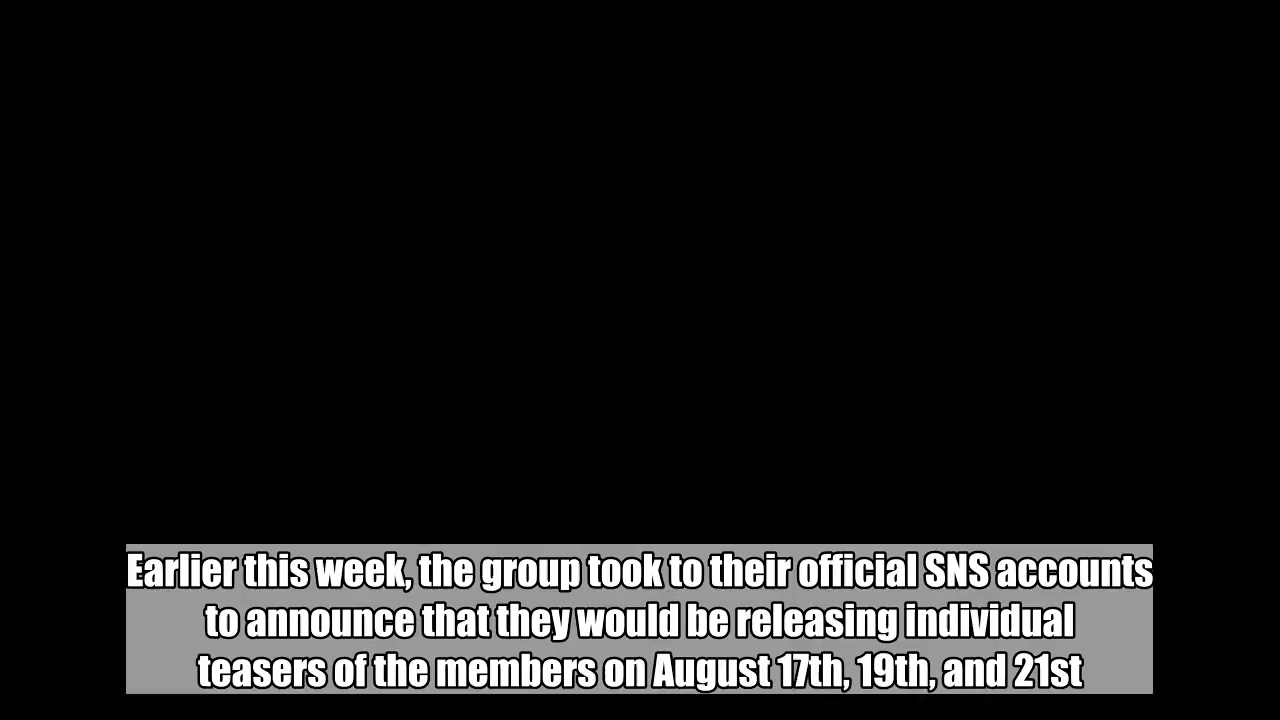 Earlier this week, the group took to their official SNS accounts
to announce that they would be releasing individual
teasers of the members on August 17th, 19th, and 21st